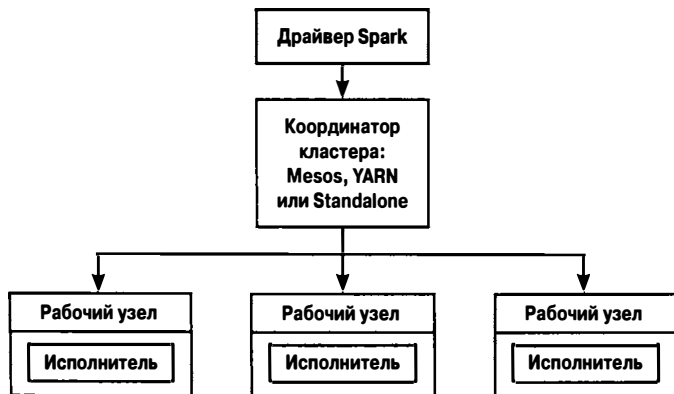 Драйвер Spark
Координатор
кластера:
Mesos, YARN
или Standalone
Рабочий узел
Рабочий узел
Рабочий узел
Исполнитель
Исполнитель
Исполнитель